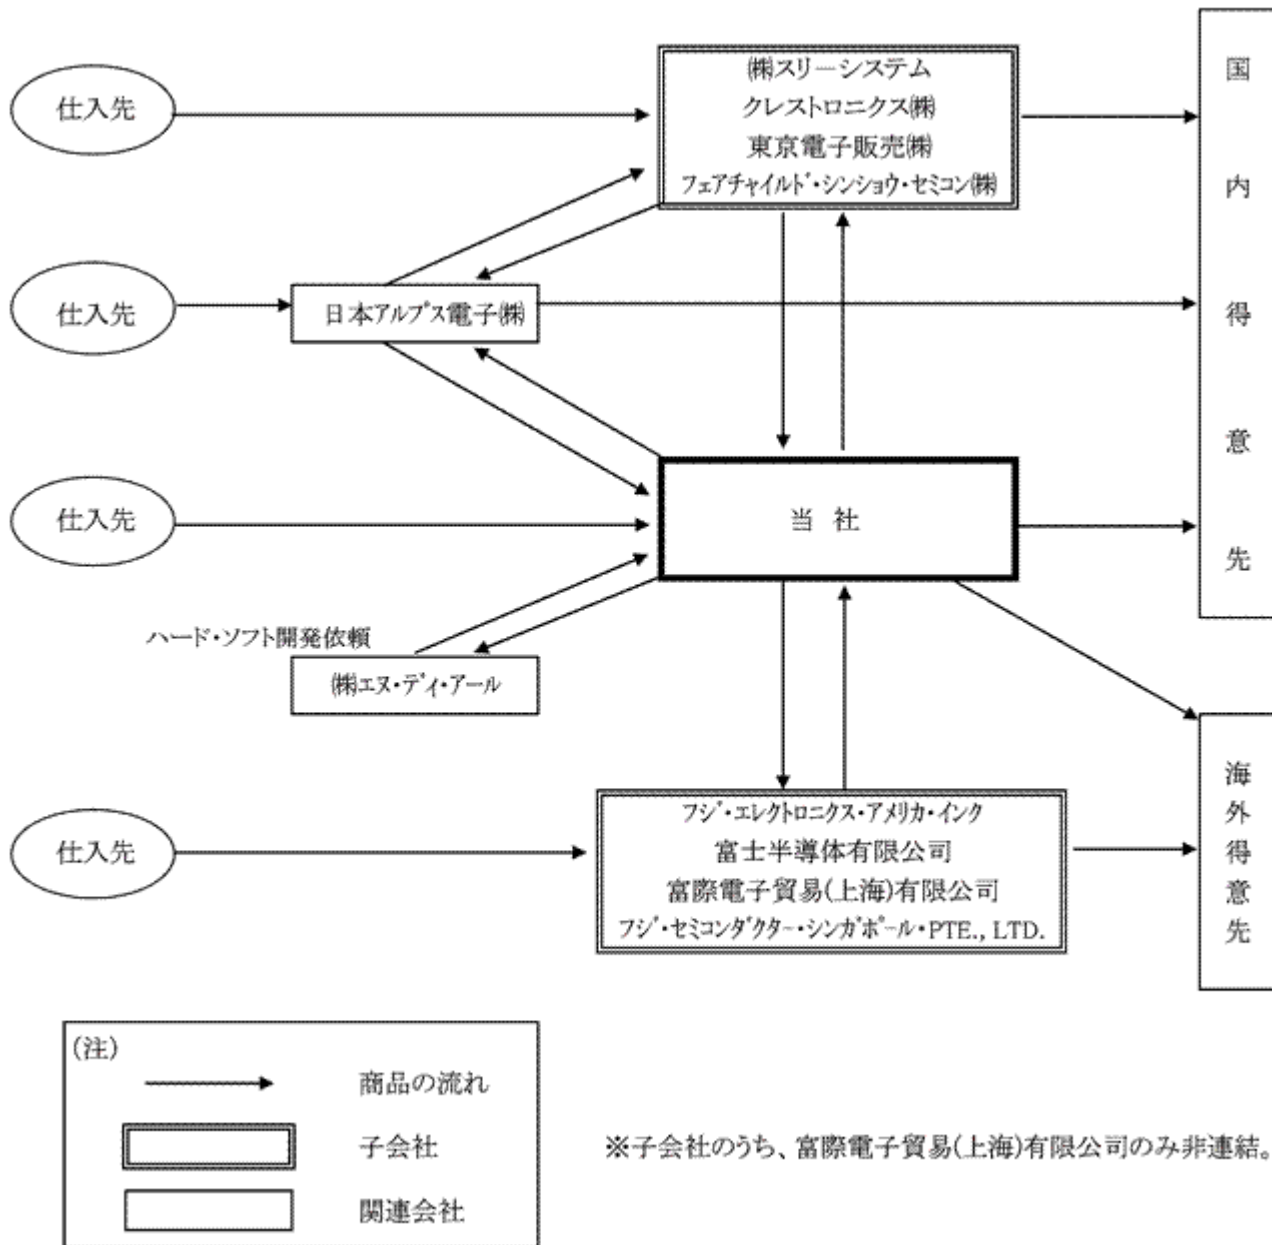 仕入先
㈱スリーシステム
クレストロニクス㈱
東京電子販売㈱
フェアチャイルド・シンショウ・セミコン㈱
国内得意先
仕入先
日本アルプス電子㈱
仕入先
当 社
ハード・ソフト開発依頼
㈱エヌ・ディ・アール
仕入先
フジ・エレクトロニクス・アメリカ・インク
富士半導体有限公司
富際電子貿易(上海)有限公司
フジ・セミコンダクター・シンガポール・PTE., LTD.
海外得意先
(注)
商品の流れ
子会社
関連会社
※子会社のうち、富際電子貿易(上海)有限公司のみ非連結。